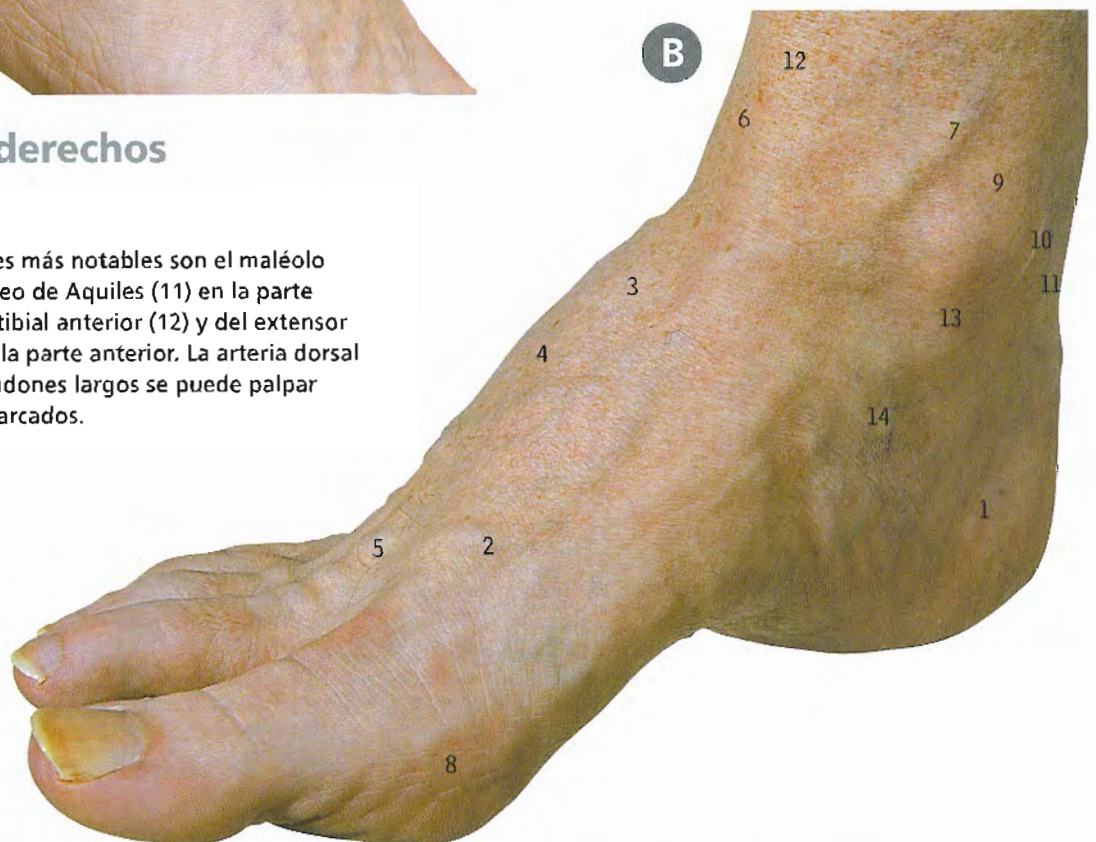 B
derechos
es más notables son el maléolo
eo de Aquiles (11) en la parte
tibial anterior (12) y del extensor
la parte anterior. La arteria dorsal
dones largos se puede palpar
arcados.
12
6
7
9
10
11
3
13
4
14
1
5
2
8